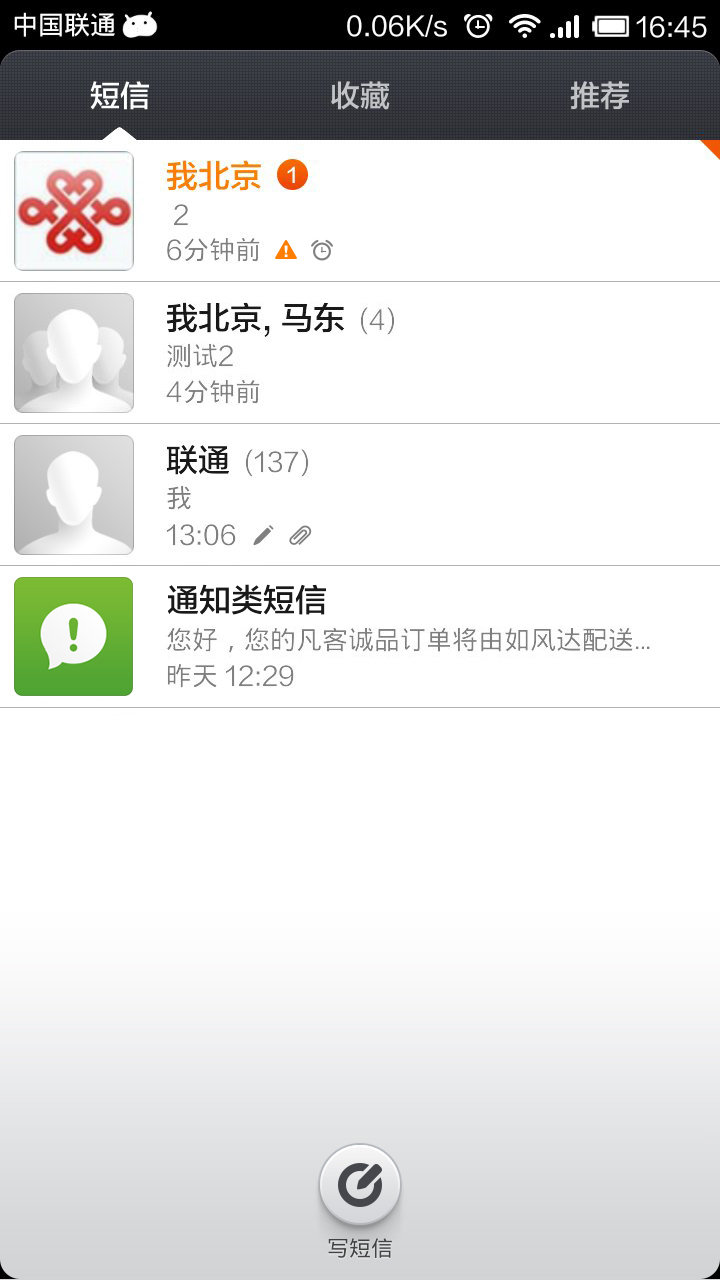 中国联通 0.06K/s 16:45
短信 收藏 推荐
我北京 1
2
6分钟前
我北京, 马东 (4)
测试2
4分钟前
联通 (137)
我
13:06
通知类短信
您好，您的凡客诚品订单将由如风达配送...
昨天 12:29
写短信